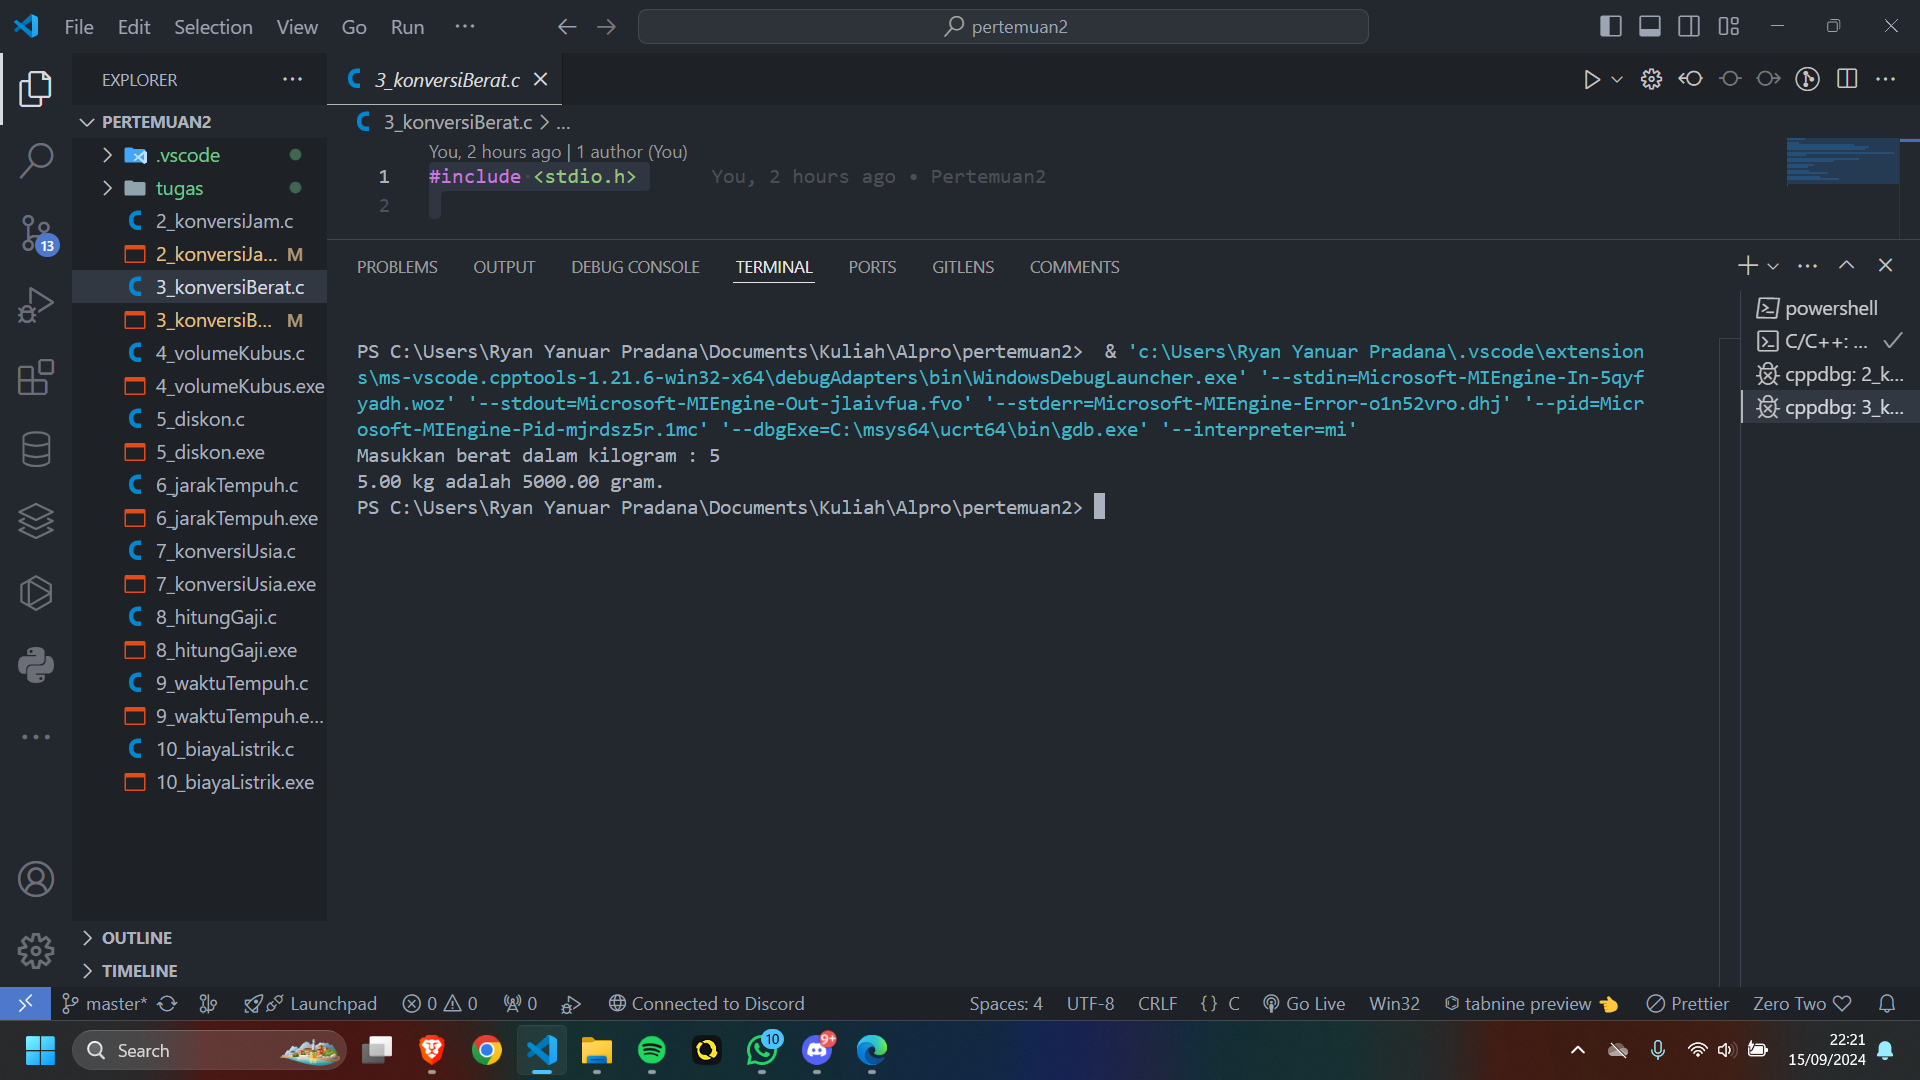 File Edit Selection View Go Run ··· pertemuan2
EXPLORER ···
3_konversiBerat.c
PERTEMUAN2
.vscode
tugas
2_konversiJam.c
2_konversiJa... M
3_konversiBerat.c
3_konversiB... M
4_volumeKubus.c
4_volumeKubus.exe
5_diskon.c
5_diskon.exe
6_jarakTempuh.c
6_jarakTempuh.exe
7_konversiUsia.c
7_konversiUsia.exe
8_hitungGaji.c
8_hitungGaji.exe
9_waktuTempuh.c
9_waktuTempuh.e...
10_biayaListrik.c
10_biayaListrik.exe
OUTLINE
TIMELINE
13
3_konversiBerat.c > ...
You, 2 hours ago | 1 author (You)
1 #include <stdio.h> You, 2 hours ago • Pertemuan2
2
PROBLEMS OUTPUT DEBUG CONSOLE TERMINAL PORTS GITLENS COMMENTS
PS C:\Users\Ryan Yanuar Pradana\Documents\Kuliah\Alpro\pertemuan2> & 'c:\Users\Ryan Yanuar Pradana\.vscode\extension
s\ms-vscode.cpptools-1.21.6-win32-x64\debugAdapters\bin\WindowsDebugLauncher.exe' '--stdin=Microsoft-MIEngine-In-5qyf
yadh.woz' '--stdout=Microsoft-MIEngine-Out-jlaivfua.fvo' '--stderr=Microsoft-MIEngine-Error-o1n52vro.dhj' '--pid=Micr
osoft-MIEngine-Pid-mjrdsz5r.1mc' '--dbgExe=C:\msys64\ucrt64\bin\gdb.exe' '--interpreter=mi'
Masukkan berat dalam kilogram : 5
5.00 kg adalah 5000.00 gram.
PS C:\Users\Ryan Yanuar Pradana\Documents\Kuliah\Alpro\pertemuan2>
powershell
C/C++: ...
cppdbg: 2_k...
cppdbg: 3_k...
master* Launchpad 0 0 0 Connected to Discord Spaces: 4 UTF-8 CRLF {} C Go Live Win32 tabnine preview Prettier Zero Two
Search 10 9+ 22:21
15/09/2024